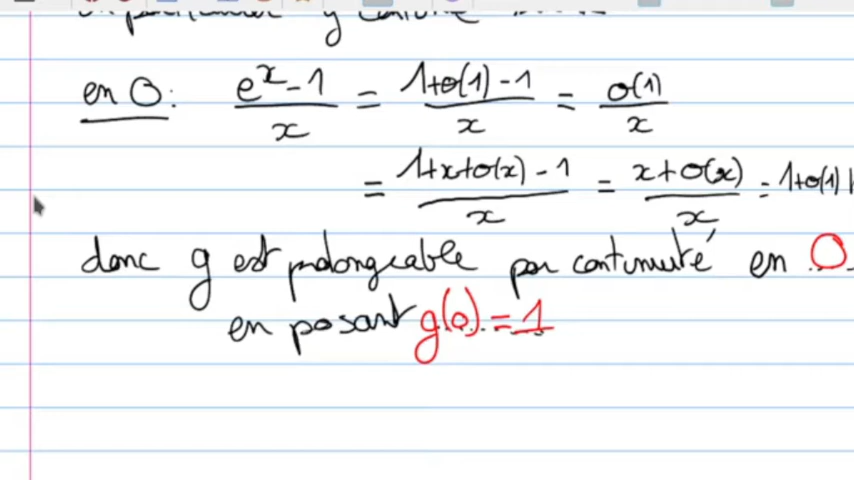 en 0 : (e^x - 1)/x = (1+o(1) - 1)/x = o(1)/x
= (1+x+o(x) - 1)/x = (x+o(x))/x = 1+o(1)
donc g est prolongeable par continuité en 0
en posant g(0) = 1